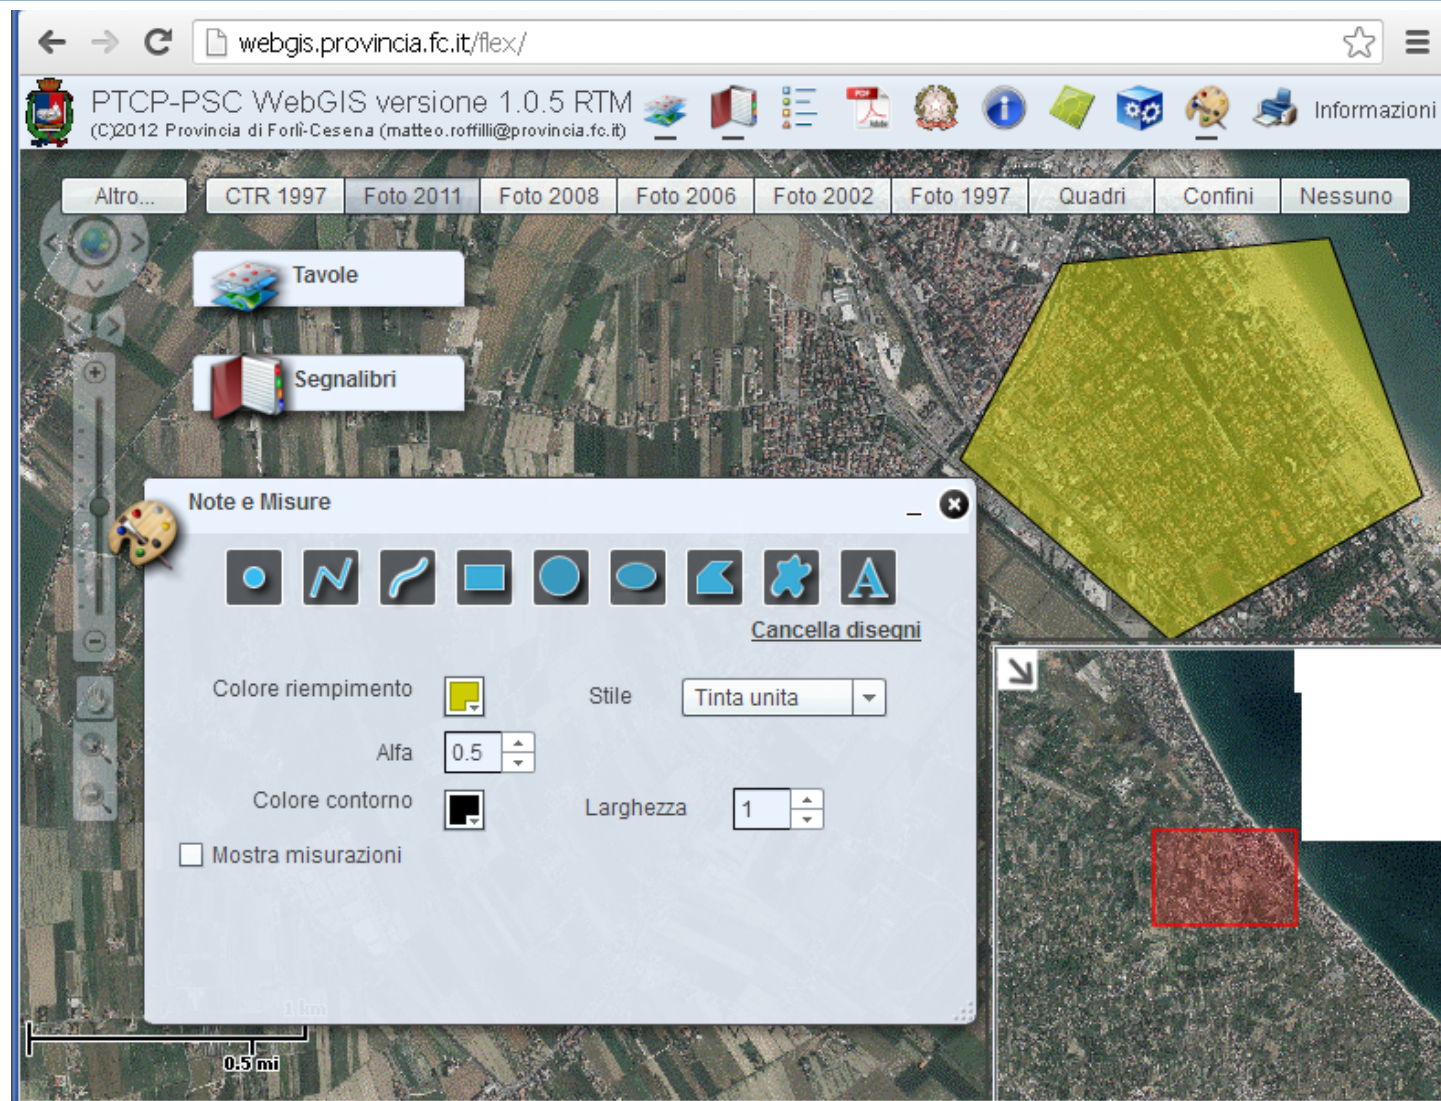 webgis.provincia.fc.it/flex/
PTCP-PSC WebGIS versione 1.0.5 RTM
(C)2012 Provincia di Forlì-Cesena (matteo.roffilli@provincia.fc.it)
PDF
Adobe
Informazioni
Altro... CTR 1997 Foto 2011 Foto 2008 Foto 2006 Foto 2002 Foto 1997 Quadri Confini Nessuno
Tavole
Segnalibri
Note e Misure
A
Cancella disegni
Colore riempimento Stile Tinta unita
Alfa 0.5
Colore contorno Larghezza 1
Mostra misurazioni
1 km
0.5 mi